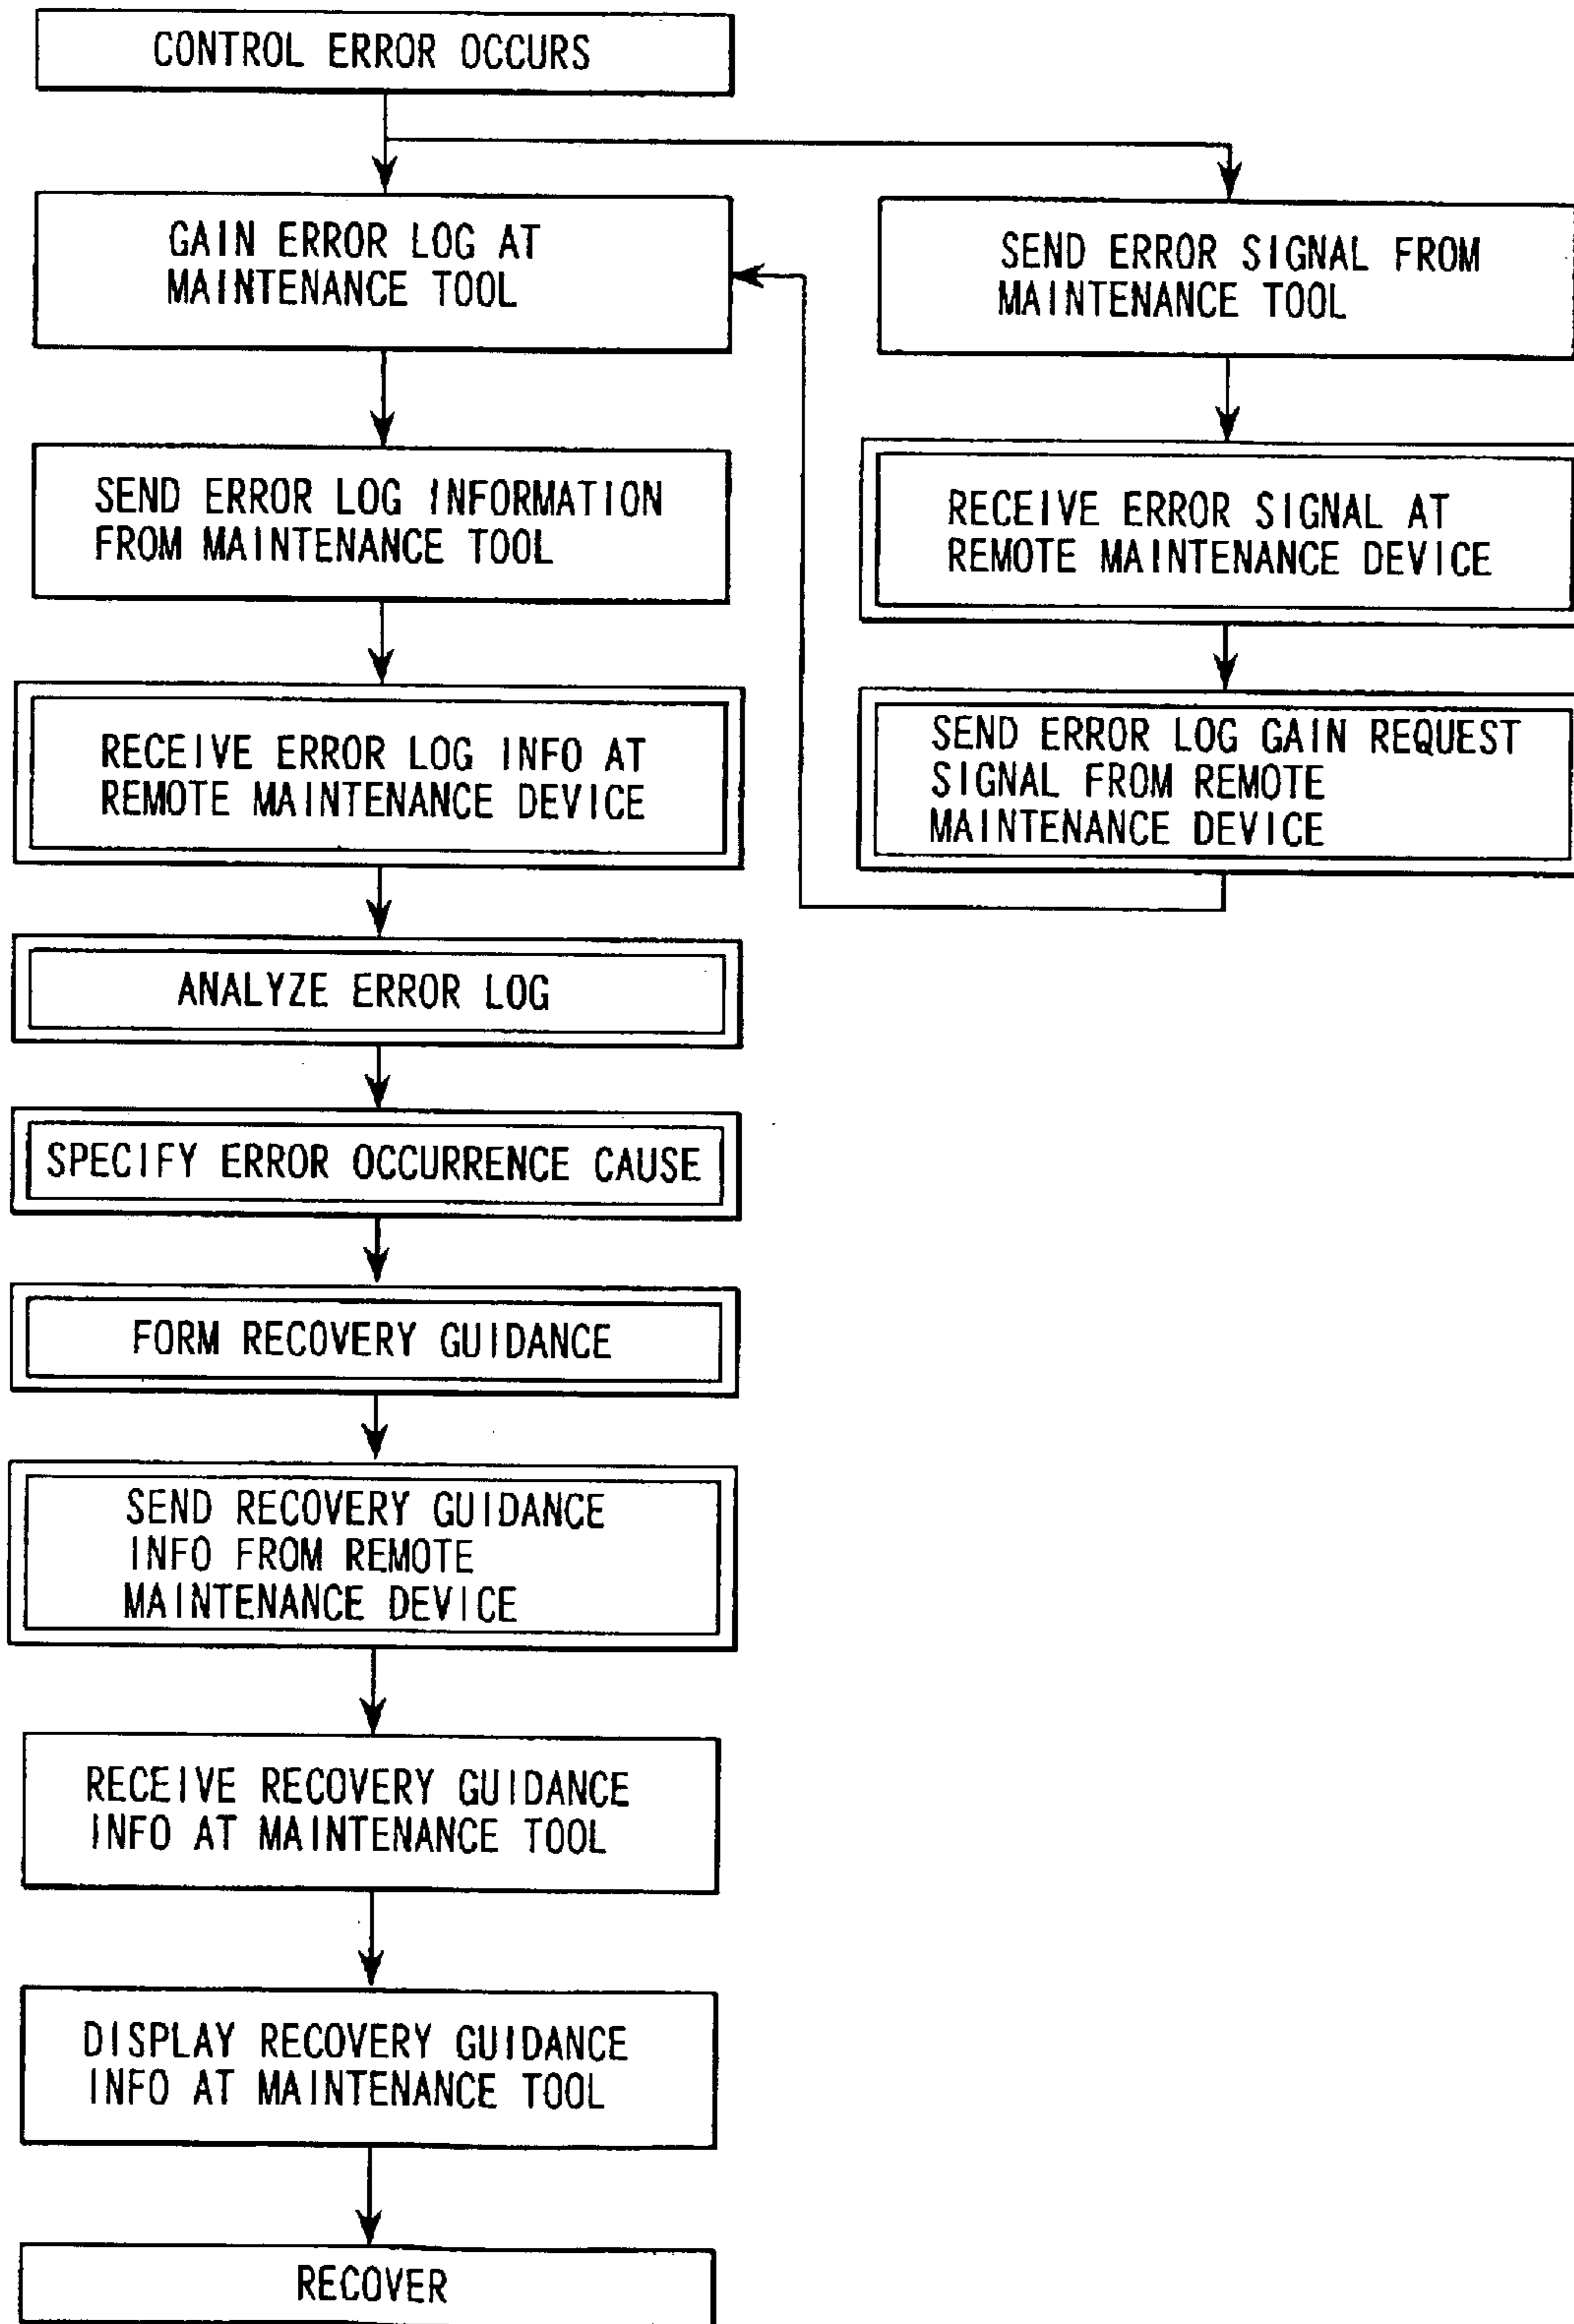 CONTROL ERROR OCCURS
GAIN ERROR LOG AT
MAINTENANCE TOOL
SEND ERROR SIGNAL FROM
MAINTENANCE TOOL
SEND ERROR LOG INFORMATION
FROM MAINTENANCE TOOL
RECEIVE ERROR SIGNAL AT
REMOTE MAINTENANCE DEVICE
RECEIVE ERROR LOG INFO AT
REMOTE MAINTENANCE DEVICE
SEND ERROR LOG GAIN REQUEST
SIGNAL FROM REMOTE
MAINTENANCE DEVICE
ANALYZE ERROR LOG
SPECIFY ERROR OCCURRENCE CAUSE
FORM RECOVERY GUIDANCE
SEND RECOVERY GUIDANCE
INFO FROM REMOTE
MAINTENANCE DEVICE
RECEIVE RECOVERY GUIDANCE
INFO AT MAINTENANCE TOOL
DISPLAY RECOVERY GUIDANCE
INFO AT MAINTENANCE TOOL
RECOVER